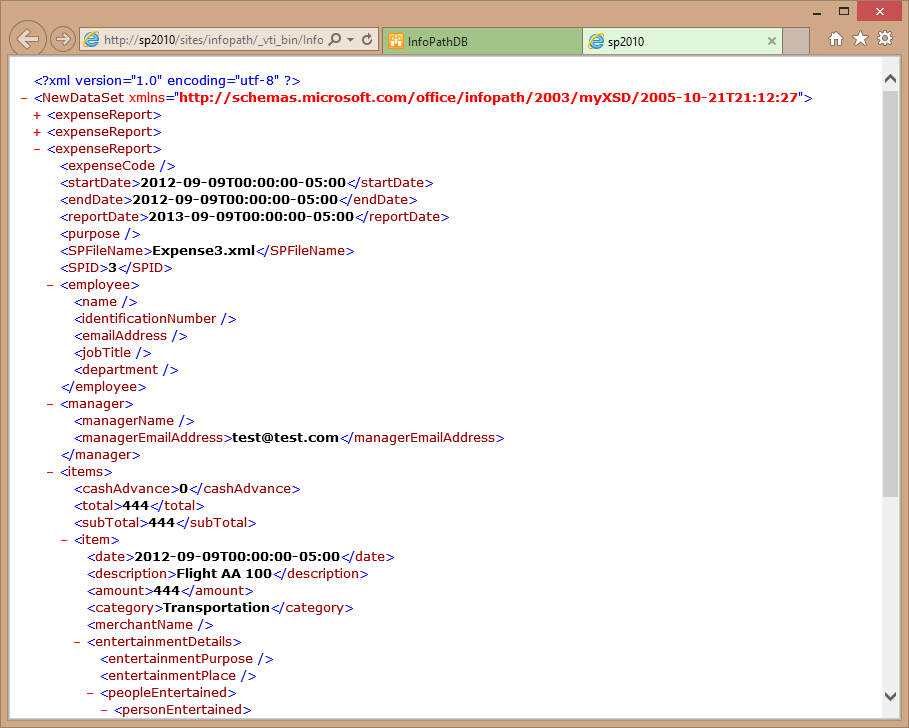 http://sp2010/sites/infopath/_vti_bin/Info
InfoPathDB
sp2010
<?xml version="1.0" encoding="utf-8" ?>
- <NewDataSet xmlns="http://schemas.microsoft.com/office/infopath/2003/myXSD/2005-10-21T21:12:27">
+ <expenseReport>
+ <expenseReport>
- <expenseReport>
<expenseCode />
<startDate>2012-09-09T00:00:00-05:00</startDate>
<endDate>2012-09-09T00:00:00-05:00</endDate>
<reportDate>2013-09-09T00:00:00-05:00</reportDate>
<purpose />
<SPFileName>Expense3.xml</SPFileName>
<SPID>3</SPID>
- <employee>
<name />
<identificationNumber />
<emailAddress />
<jobTitle />
<department />
</employee>
- <manager>
<managerName />
<managerEmailAddress>test@test.com</managerEmailAddress>
</manager>
- <items>
<cashAdvance>0</cashAdvance>
<total>444</total>
<subTotal>444</subTotal>
- <item>
<date>2012-09-09T00:00:00-05:00</date>
<description>Flight AA 100</description>
<amount>444</amount>
<category>Transportation</category>
<merchantName />
- <entertainmentDetails>
<entertainmentPurpose />
<entertainmentPlace />
- <peopleEntertained>
- <personEntertained>